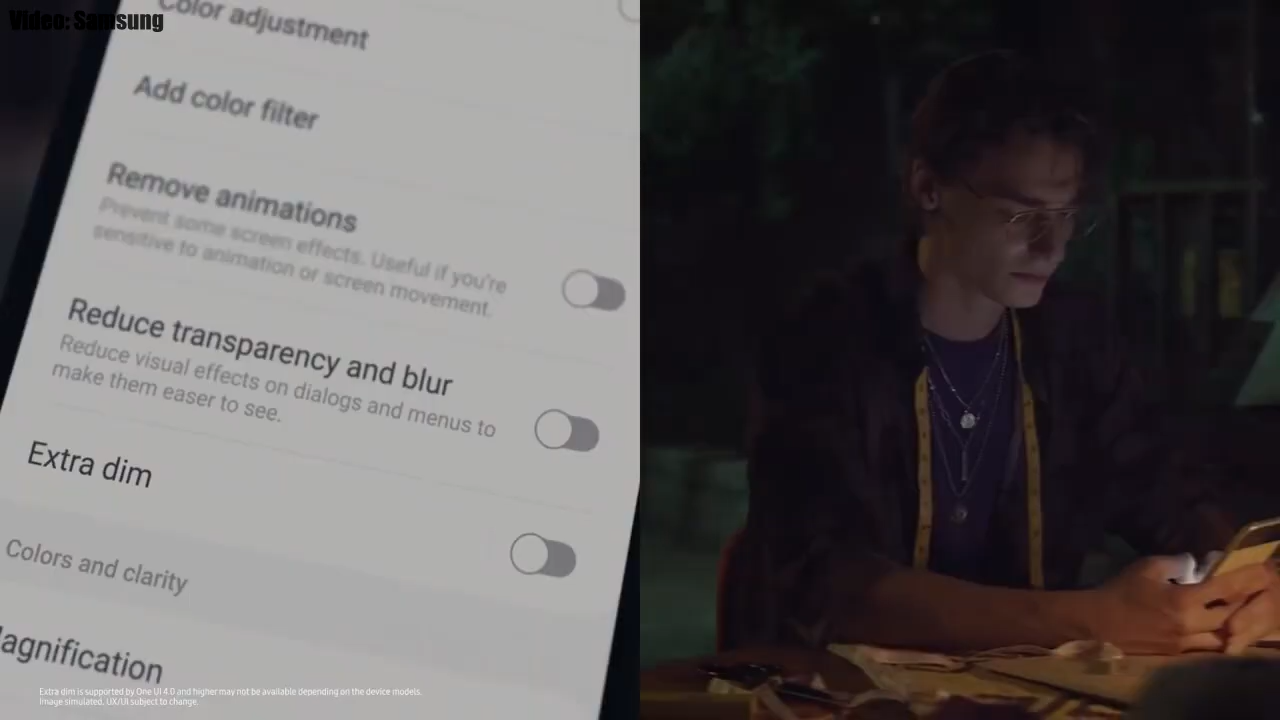 Video: Samsung
Color adjustment
Add color filter
Remove animations
Prevent some screen effects. Useful if you're
sensitive to animation or screen movement.
Reduce transparency and blur
Reduce visual effects on dialogs and menus to
make them easier to see.
Extra dim
Colors and clarity
agnification
Extra dim is supported by One UI 4.0 and higher may not be available depending on the device models.
Image simulated. UX/UI subject to change.